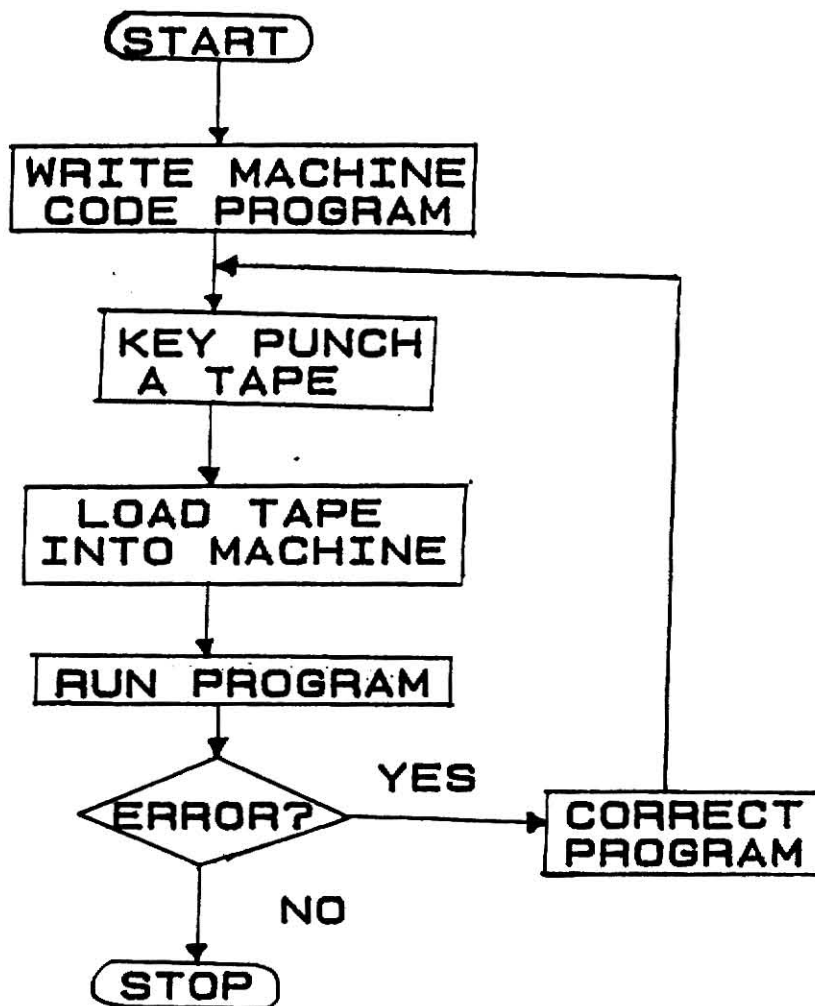 START
WRITE MACHINE
CODE PROGRAM
KEY PUNCH
A TAPE
LOAD TAPE
INTO MACHINE
RUN PROGRAM
ERROR?
YES
CORRECT
PROGRAM
NO
STOP